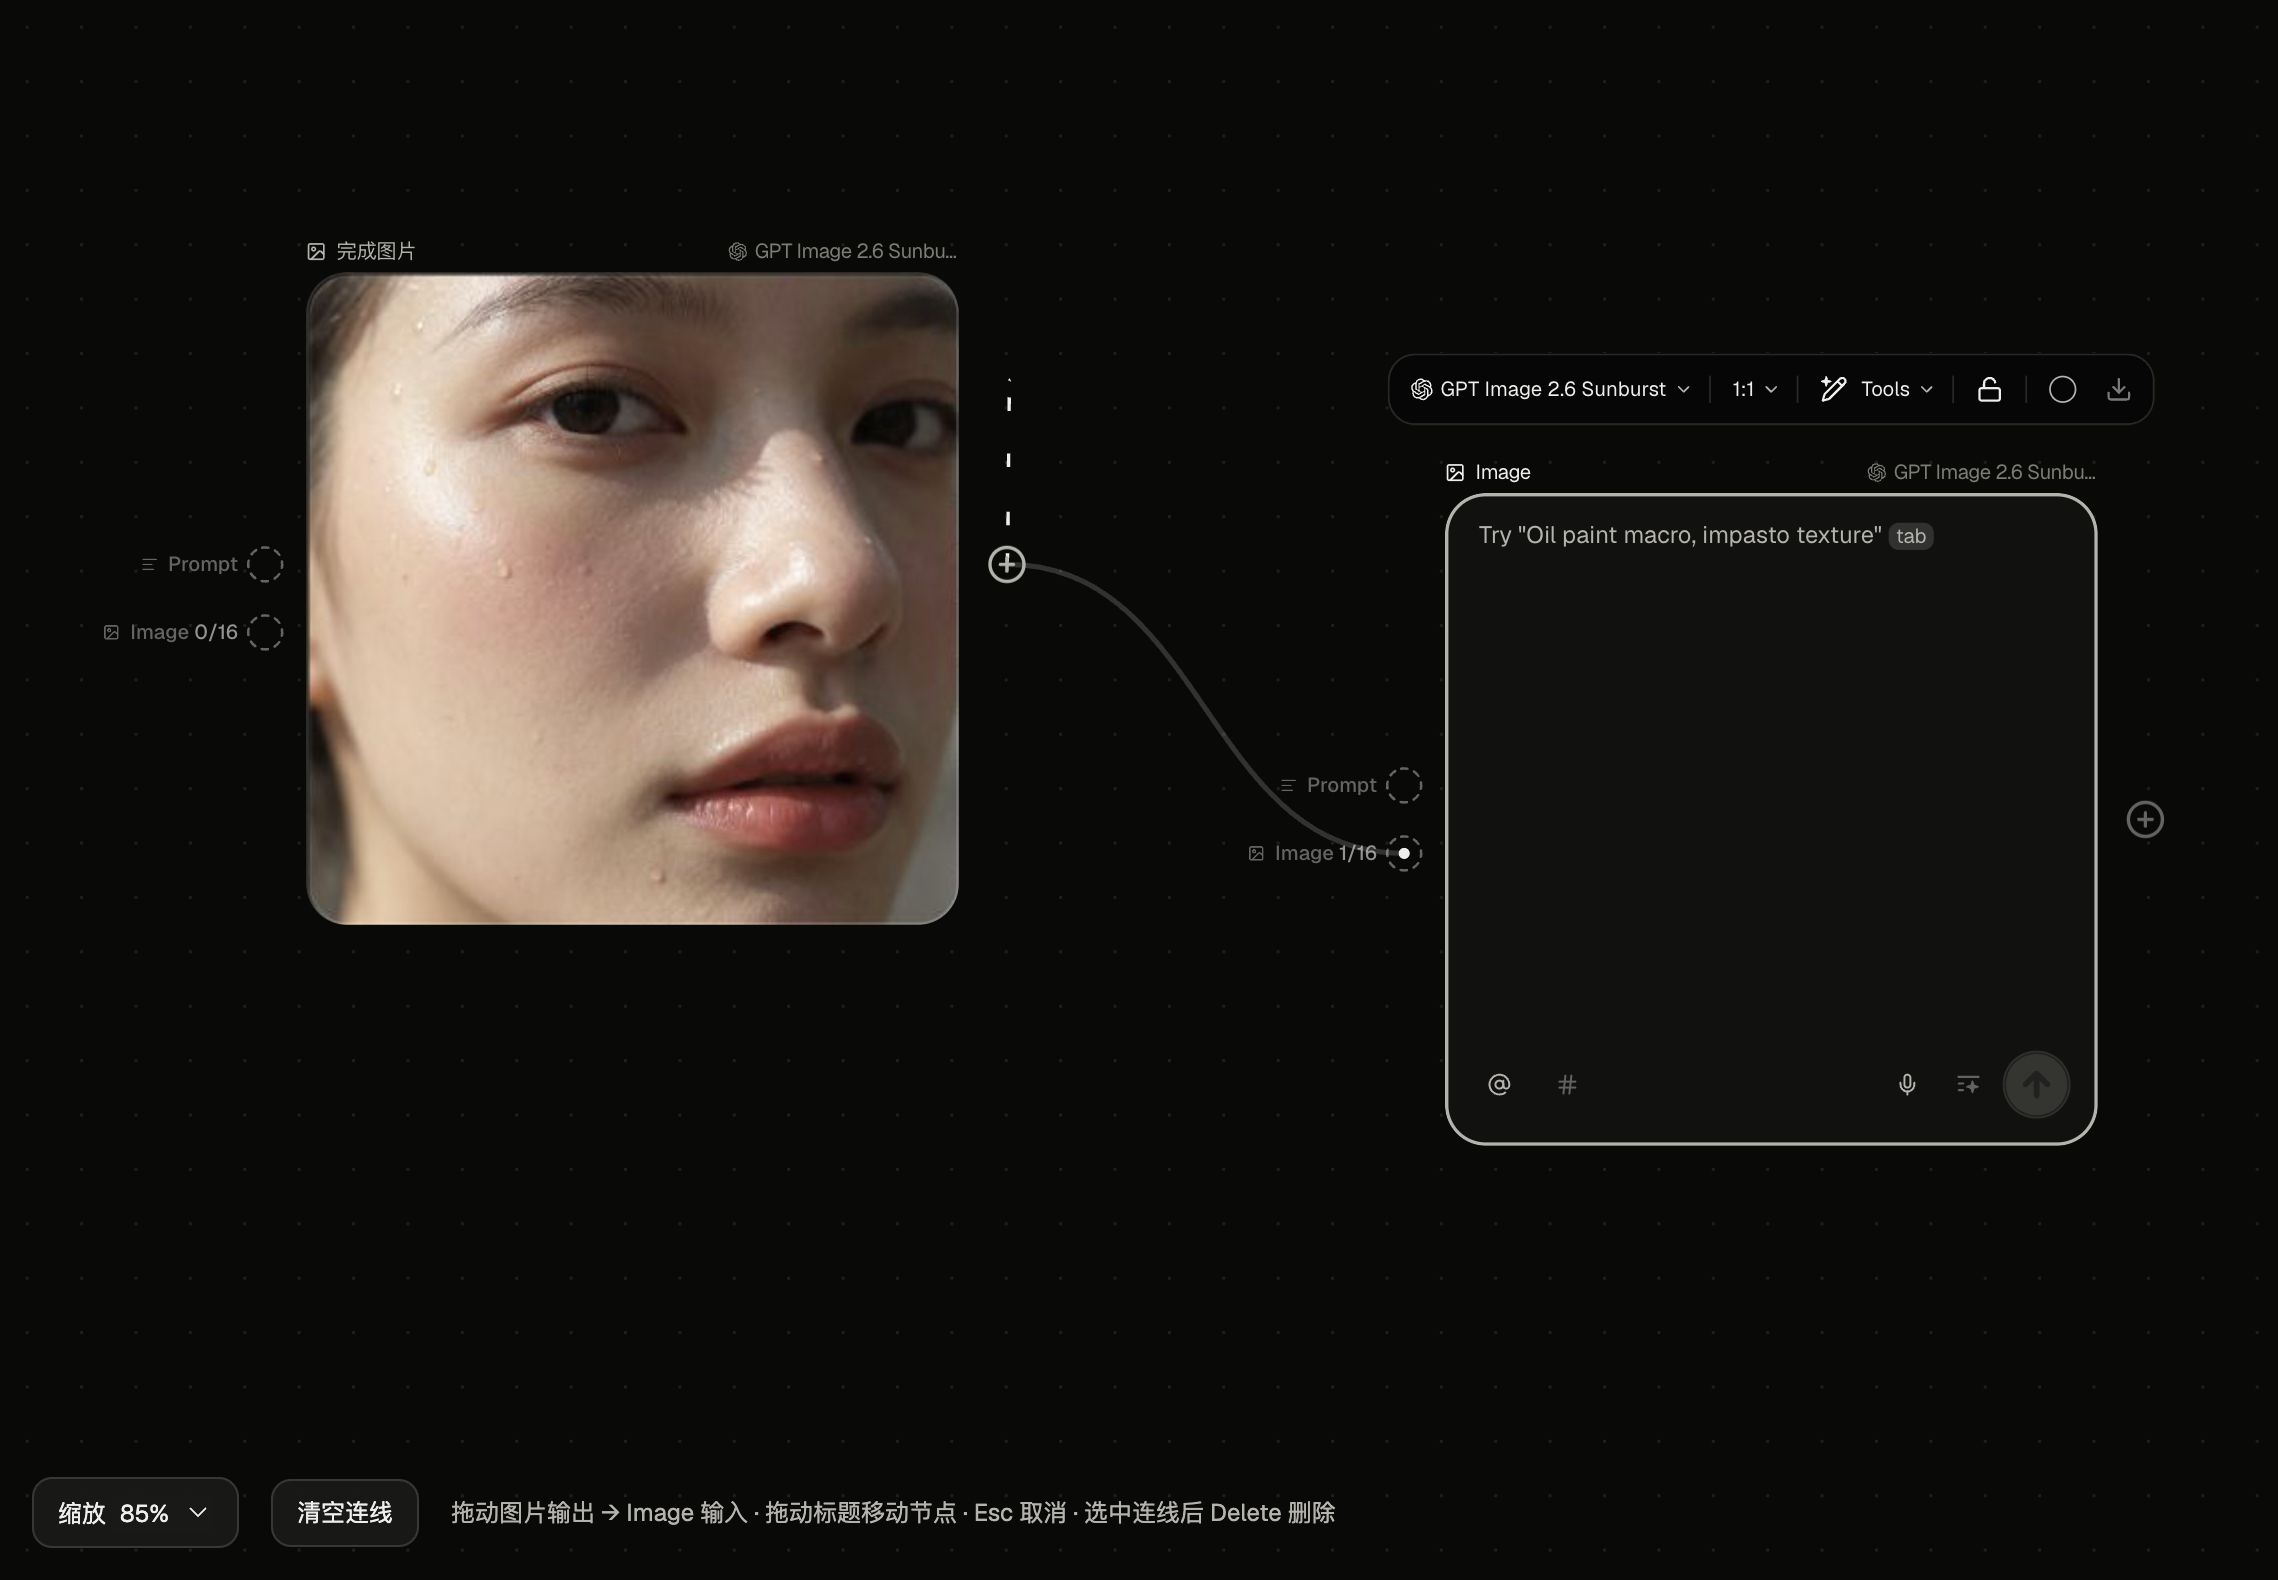 完成图片
GPT Image 2.6 Sunbu...
GPT Image 2.6 Sunburst
1:1
Tools
Image
GPT Image 2.6 Sunbu...
Try "Oil paint macro, impasto texture" tab
Prompt
Image 0/16
Prompt
Image 1/16
@
#
缩放 85%
清空连线
拖动图片输出 → Image 输入 · 拖动标题移动节点 · Esc 取消 · 选中连线后 Delete 删除